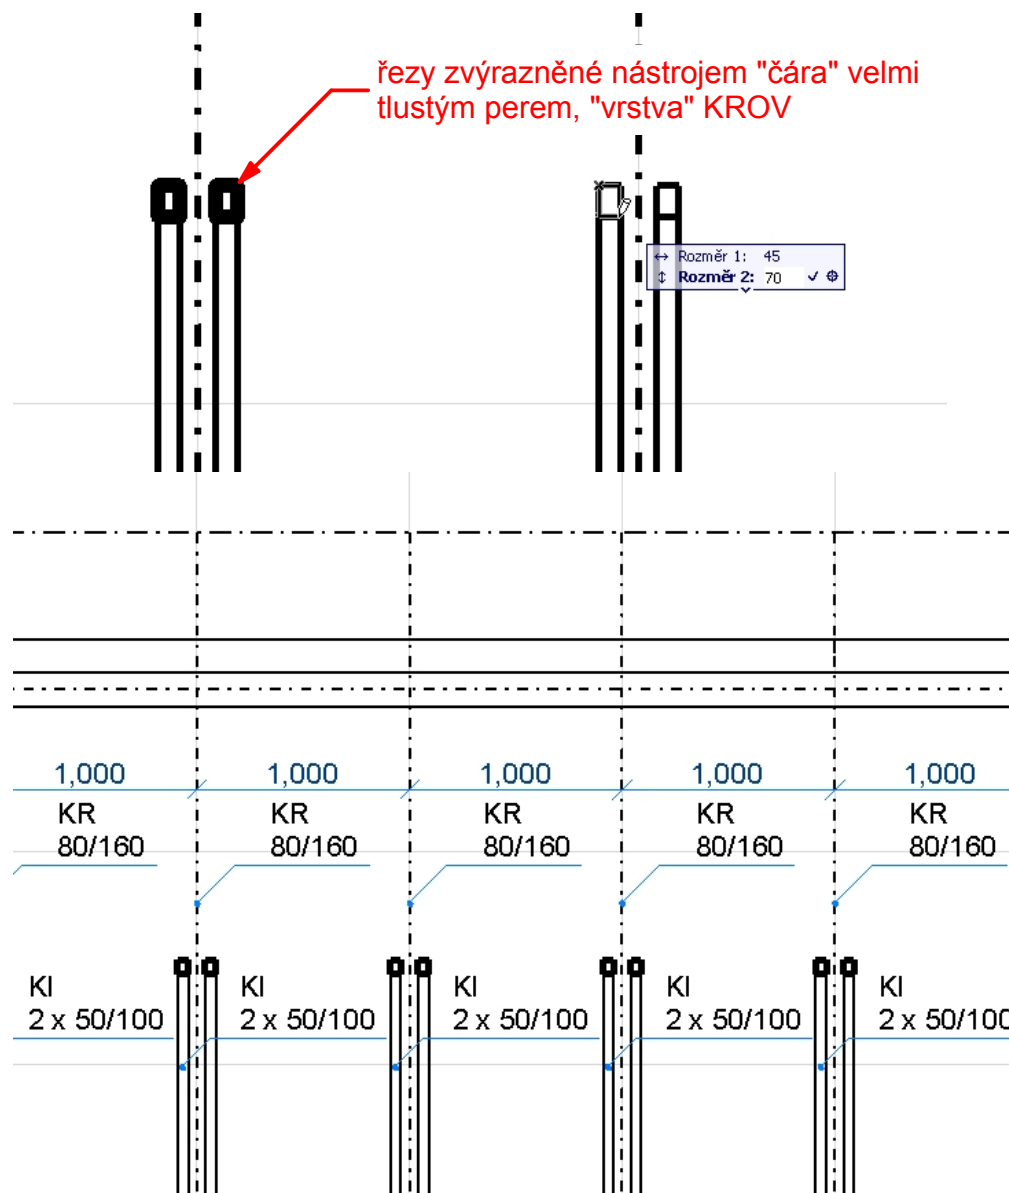 řezy zvýrazněné nástrojem "čára" velmi
tlustým perem, "vrstva" KROV
Rozměr 1: 45
Rozměr 2: 70
1,000 1,000 1,000 1,000 1,000
KR KR KR KR KR
80/160 80/160 80/160 80/160 80/160
KI KI KI KI KI
2 x 50/100 2 x 50/100 2 x 50/100 2 x 50/100 2 x 50/100